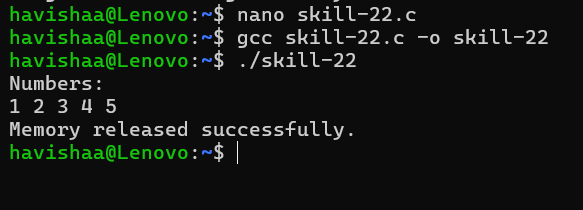 havishaa@Lenovo:~$ nano skill-22.c
havishaa@Lenovo:~$ gcc skill-22.c -o skill-22
havishaa@Lenovo:~$ ./skill-22
Numbers:
1 2 3 4 5
Memory released successfully.
havishaa@Lenovo:~$